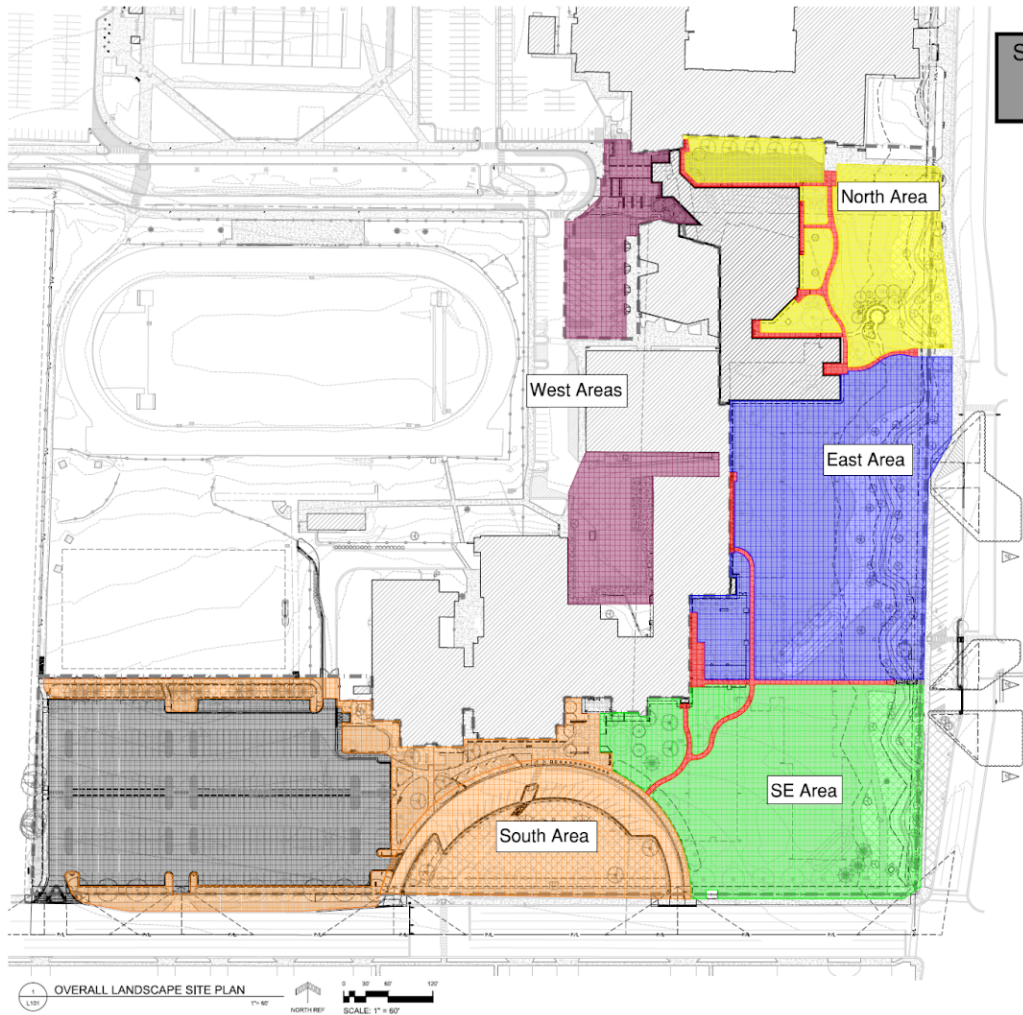 S
North Area
West Areas
East Area
SE Area
South Area
1
L101
OVERALL LANDSCAPE SITE PLAN
1"= 60'
NORTH REF
0 30' 60' 120'
SCALE: 1" = 60'